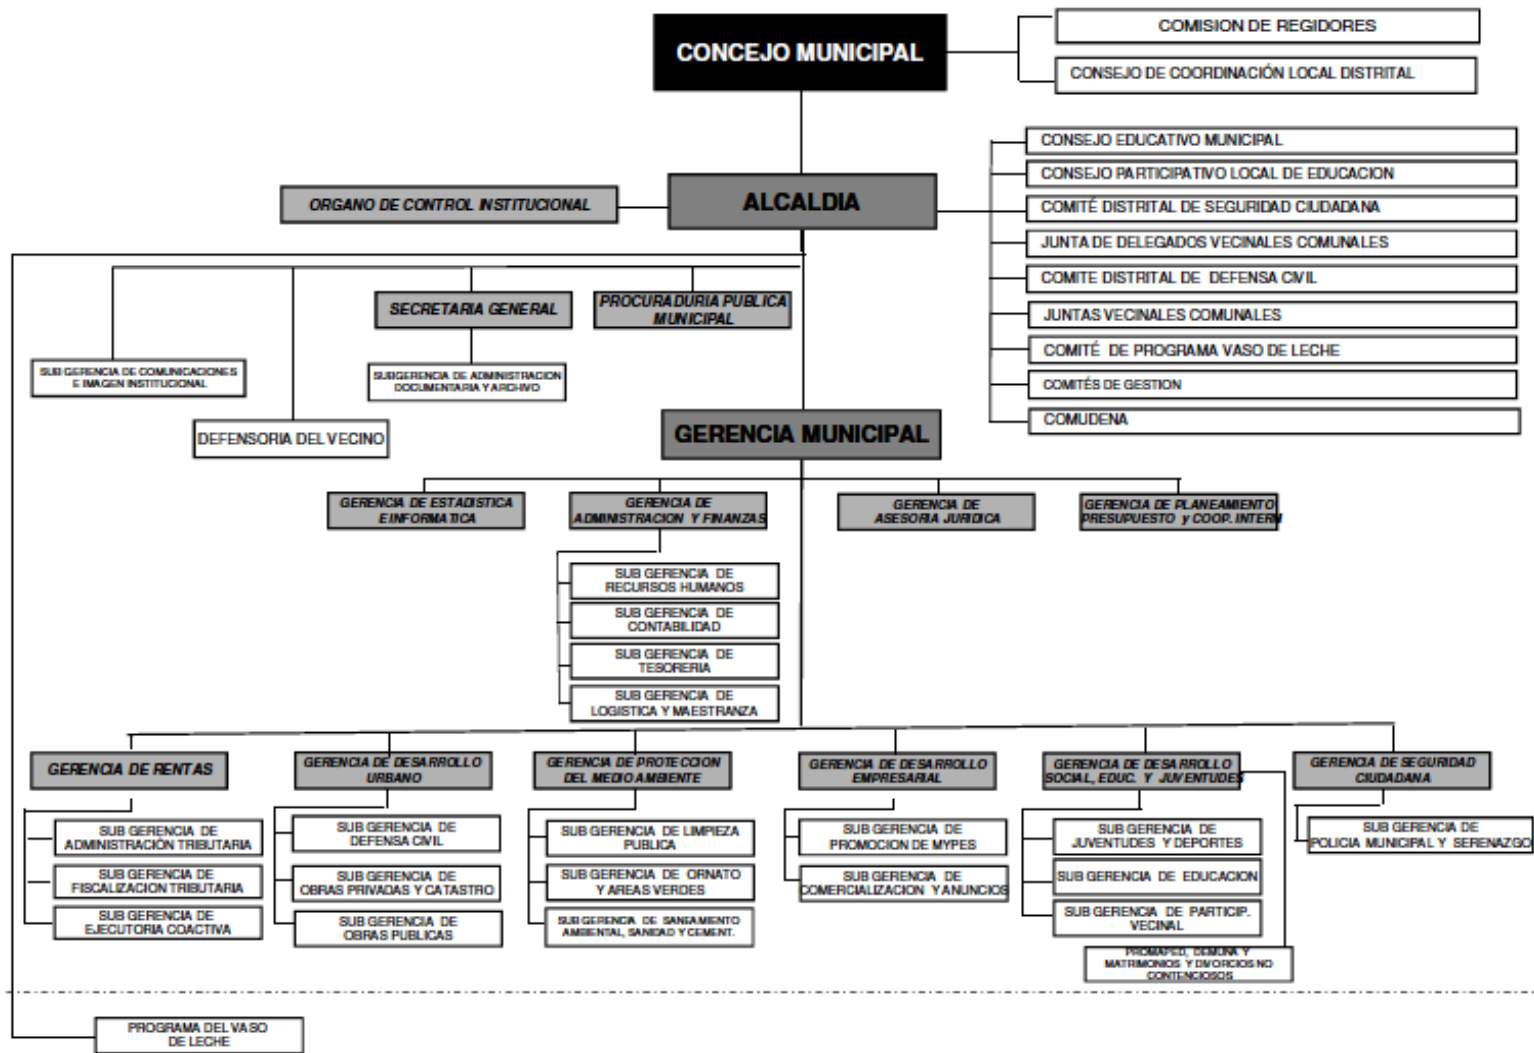 COMISION DE REGIDORES
CONCEJO MUNICIPAL
CONSEJO DE COORDINACIÓN LOCAL DISTRITAL
CONSEJO EDUCATIVO MUNICIPAL
CONSEJO PARTICIPATIVO LOCAL DE EDUCACION
ORGANO DE CONTROL INSTITUCIONAL
ALCALDIA
COMITÉ DISTRITAL DE SEGURIDAD CIUDADANA
JUNTA DE DELEGADOS VECINALES COMUNALES
COMITE DISTRITAL DE DEFENSA CIVIL
JUNTAS VECINALES COMUNALES
COMITÉ DE PROGRAMA VASO DE LECHE
COMITÉS DE GESTION
COMUDENA
SECRETARIA GENERAL
PROCURADURIA PUBLICA
MUNICIPAL
SUB GERENCIA DE COMUNICACIONES
E IMAGEN INSTITUCIONAL
SUBGERENCIA DE ADMINISTRACION
DOCUMENTARIA Y ARCHIVO
DEFENSORIA DEL VECINO
GERENCIA MUNICIPAL
GERENCIA DE ESTADISTICA
E INFORMATICA
GERENCIA DE
ADMINISTRACION Y FINANZAS
GERENCIA DE
ASESORIA JURIDICA
GERENCIA DE PLANEAMIENTO
PRESUPUESTO y COOP. INTERN
SUB GERENCIA DE
RECURSOS HUMANOS
SUB GERENCIA DE
CONTABILIDAD
SUB GERENCIA DE
TESORERIA
SUB GERENCIA DE
LOGISTICA Y MAESTRANZA
GERENCIA DE RENTAS
GERENCIA DE DESARROLLO
URBANO
GERENCIA DE PROTECCION
DEL MEDIO AMBIENTE
GERENCIA DE DESARROLLO
EMPRESARIAL
GERENCIA DE DESARROLLO
SOCIAL, EDUC. Y JUVENTUDES
GERENCIA DE SEGURIDAD
CIUDADANA
SUB GERENCIA DE
ADMINISTRACIÓN TRIBUTARIA
SUB GERENCIA DE
FISCALIZACION TRIBUTARIA
SUB GERENCIA DE
EJECUTORIA COACTIVA
SUB GERENCIA DE
DEFENSA CIVIL
SUB GERENCIA DE
OBRAS PRIVADAS Y CATASTRO
SUB GERENCIA DE
OBRAS PUBLICAS
SUB GERENCIA DE LIMPIEZA
PUBLICA
SUB GERENCIA DE ORNATO
Y AREAS VERDES
SUB GERENCIA DE SANEAMIENTO
AMBIENTAL, SANIDAD Y CEMENT.
SUB GERENCIA DE
PROMOCION DE MYPES
SUB GERENCIA DE
COMERCIALIZACION Y ANUNCIOS
SUB GERENCIA DE
JUVENTUDES Y DEPORTES
SUB GERENCIA DE EDUCACION
SUB GERENCIA DE PARTICIP.
VECINAL
PROMAPED, DEMUNA Y
MATRIMONIOS Y DIVORCIOS NO
CONTENCIOSOS
SUB GERENCIA DE
POLICIA MUNICIPAL Y SERENAZGO
PROGRAMA DEL VASO
DE LECHE